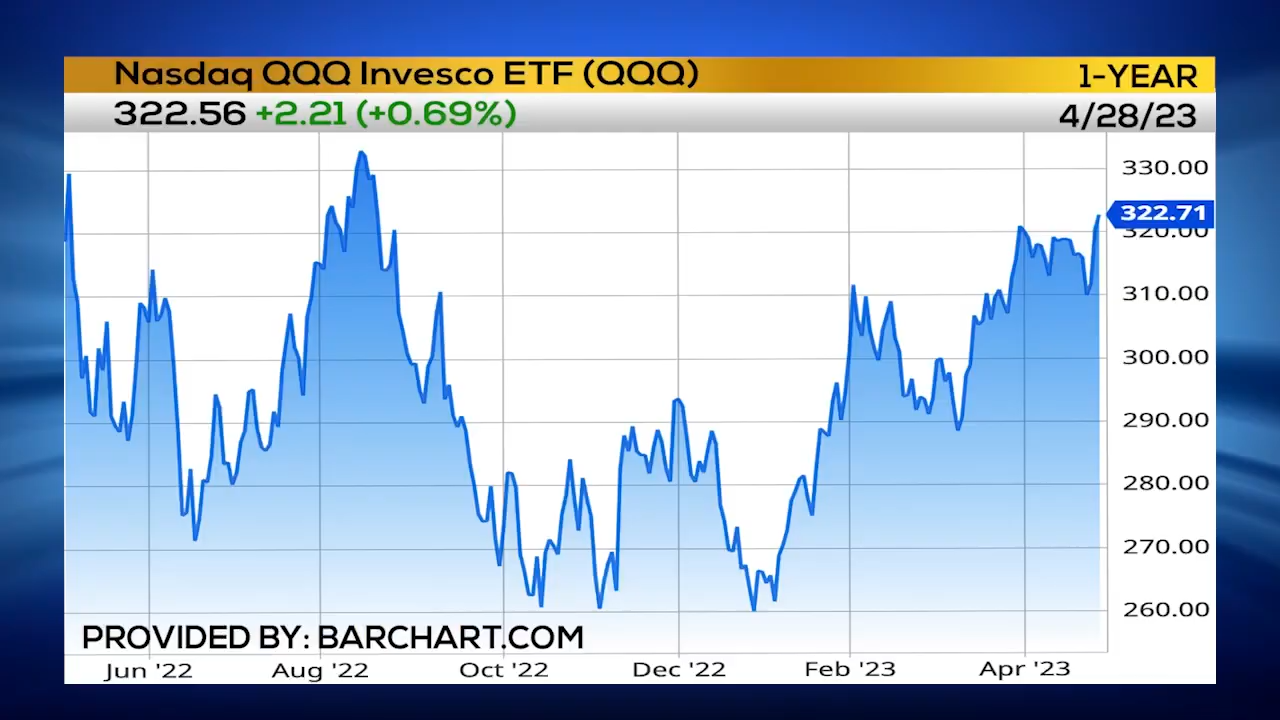 Nasdaq QQQ Invesco ETF (QQQ)
1-YEAR
322.56 +2.21 (+0.69%)
4/28/23
330.00
322.71
320.00
310.00
300.00
290.00
280.00
270.00
260.00
PROVIDED BY: BARCHART.COM
Jun '22 Aug '22 Oct '22 Dec '22 Feb '23 Apr '23